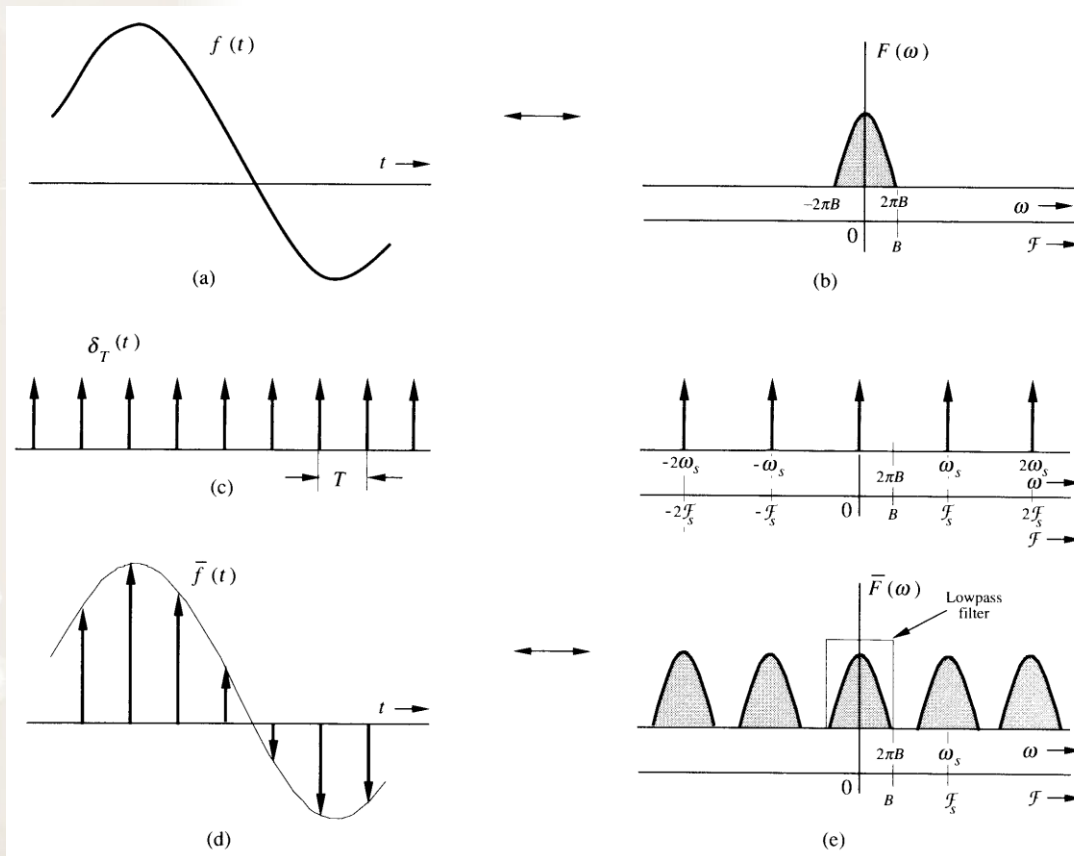 f (t)
t
(a)
F (ω)
−2πB 2πB
ω
0
B
ℱ
(b)
δ_T (t)
T
(c)
-2ω_s -ω_s ω_s 2ω_s
2πB
ω
0
-2ℱ_s -ℱ_s B ℱ_s 2ℱ_s
ℱ
f̅ (t)
t
(d)
F̅ (ω)
Lowpass
filter
2πB ω_s ω
0
B ℱ_s ℱ
(e)